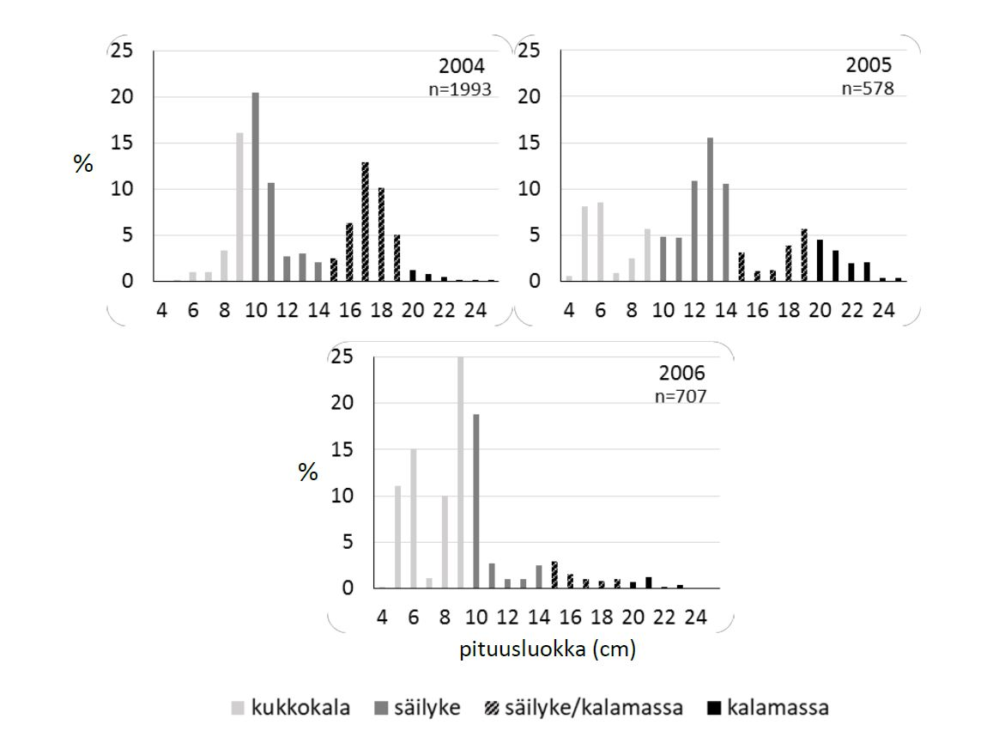 25
20
15
10
5
0
%
2004
n=1993
4 6 8 10 12 14 16 18 20 22 24
25
20
15
10
5
0
2005
n=578
4 6 8 10 12 14 16 18 20 22 24
25
20
15
10
5
0
%
2006
n=707
4 6 8 10 12 14 16 18 20 22 24
pituusluokka (cm)
kukkokala säilyke säilyke/kalamassa kalamassa